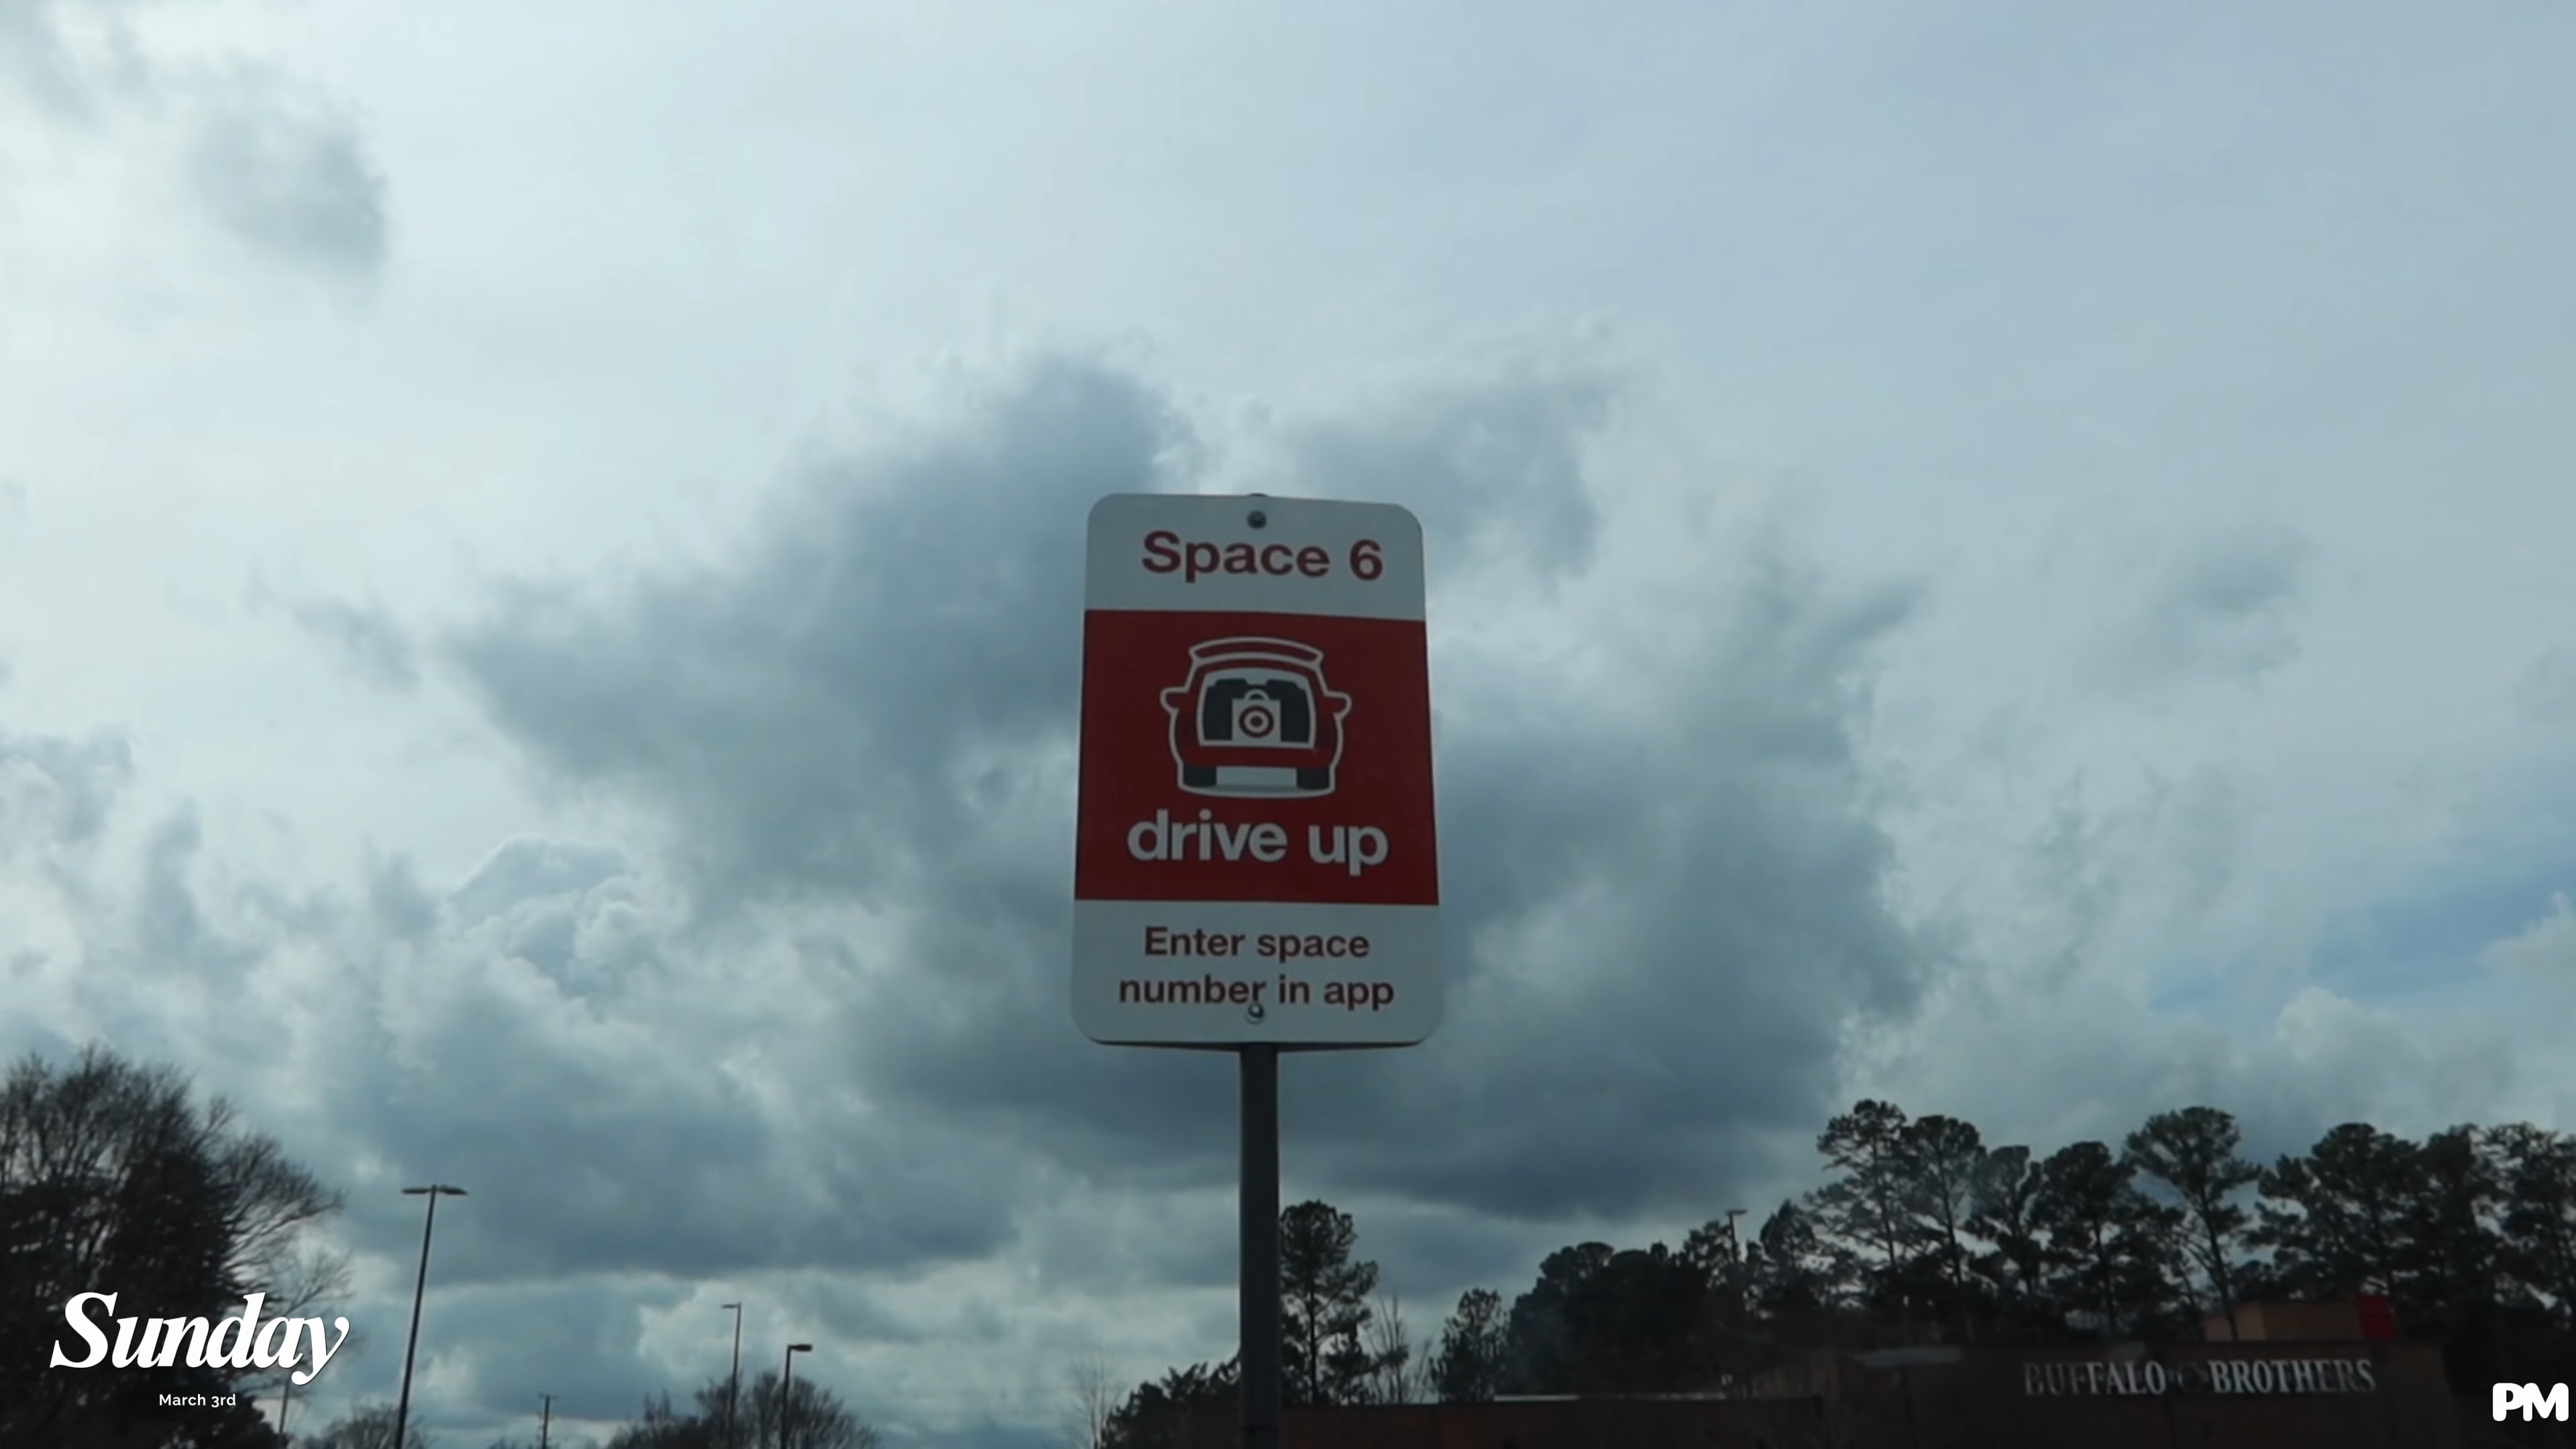 Space 6
drive up
Enter space
number in app
Sunday
March 3rd
BUFFALO BROTHERS
PM